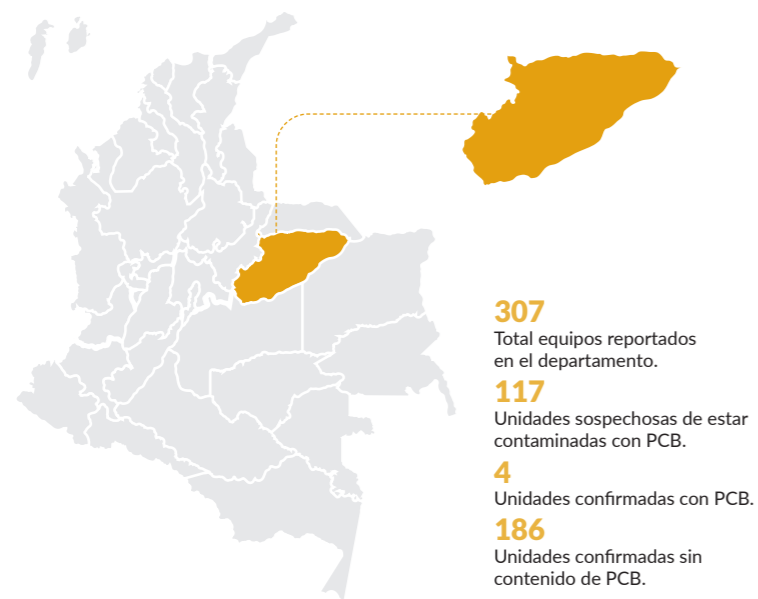 307
Total equipos reportados
en el departamento.
117
Unidades sospechosas de estar
contaminadas con PCB.
4
Unidades confirmadas con PCB.
186
Unidades confirmadas sin
contenido de PCB.